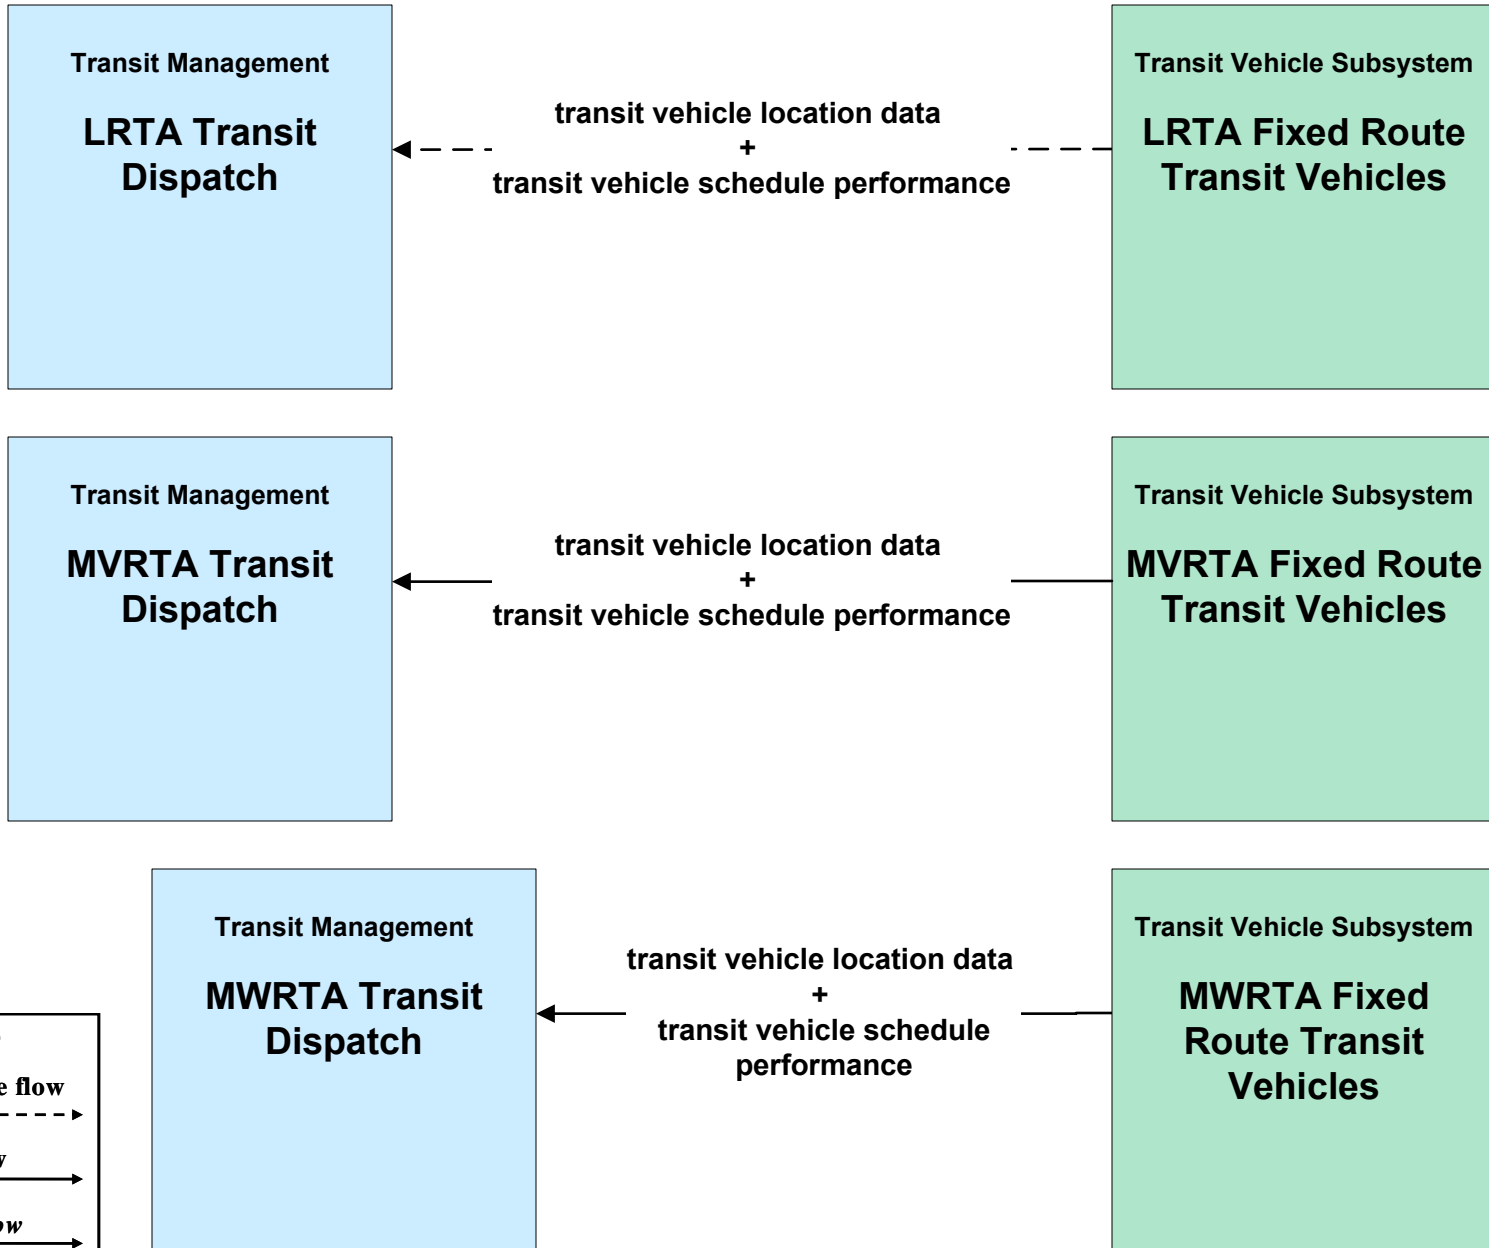 Transit Management
LRTA Transit
Dispatch
transit vehicle location data
+
transit vehicle schedule performance
Transit Vehicle Subsystem
LRTA Fixed Route
Transit Vehicles
Transit Management
MVRTA Transit
Dispatch
transit vehicle location data
+
transit vehicle schedule performance
Transit Vehicle Subsystem
MVRTA Fixed Route
Transit Vehicles
Transit Management
MWRTA Transit
Dispatch
transit vehicle location data
+
transit vehicle schedule
performance
Transit Vehicle Subsystem
MWRTA Fixed
Route Transit
Vehicles
flow